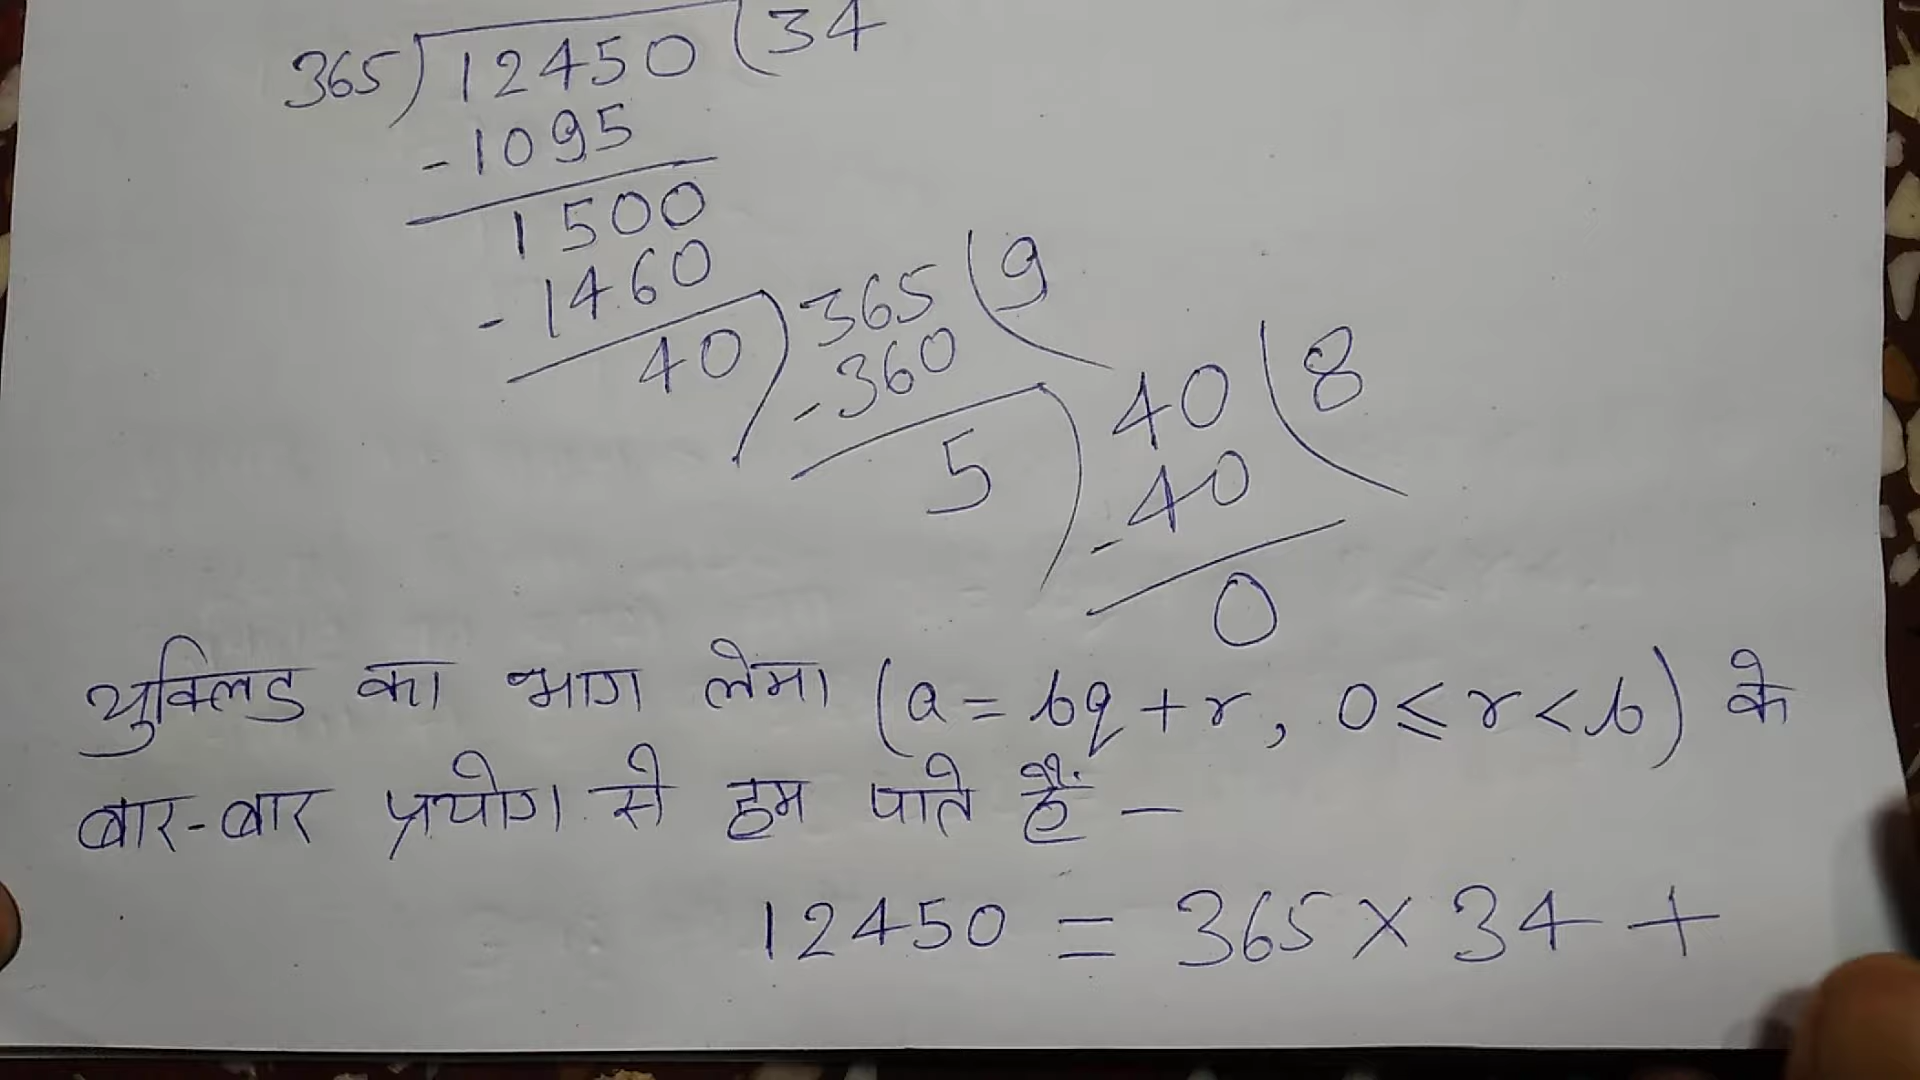 365) 12450 (34
-1095
1500
-1460
40) 365 (9
-360
5) 40 (8
-40
0
युक्लिड का भाग लेमा (a = bq + r, 0 ≤ r < b) के
बार-बार प्रयोग से हम पाते हैं -
12450 = 365 × 34 +